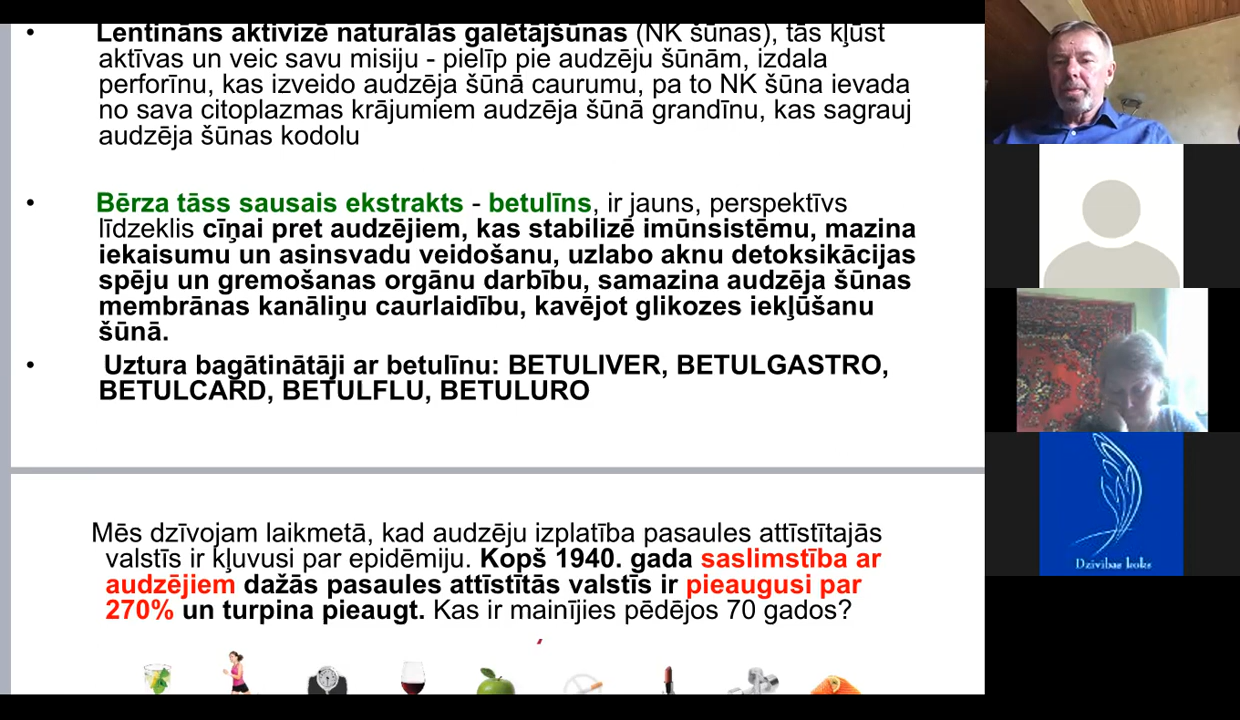 • Lentināns aktivizē naturālās galētājšūnas (NK šūnas), tās kļūst
aktīvas un veic savu misiju - pielīp pie audzēju šūnām, izdala
perforīnu, kas izveido audzēja šūnā caurumu, pa to NK šūna ievada
no sava citoplazmas krājumiem audzēja šūnā grandīnu, kas sagrauj
audzēja šūnas kodolu
• Bērza tāss sausais ekstrakts - betulīns, ir jauns, perspektīvs
līdzeklis cīņai pret audzējiem, kas stabilizē imūnsistēmu, mazina
iekaisumu un asinsvadu veidošanu, uzlabo aknu detoksikācijas
spēju un gremošanas orgānu darbību, samazina audzēja šūnas
membrānas kanāliņu caurlaidību, kavējot glikozes iekļūšanu
šūnā.
• Uztura bagātinātāji ar betulīnu: BETULIVER, BETULGASTRO,
BETULCARD, BETULFLU, BETULURO
Mēs dzīvojam laikmetā, kad audzēju izplatība pasaules attīstītajās
valstīs ir kļuvusi par epidēmiju. Kopš 1940. gada saslimstība ar
audzējiem dažās pasaules attīstītās valstīs ir pieaugusi par
270% un turpina pieaugt. Kas ir mainījies pēdējos 70 gados?
Dzīvības koks